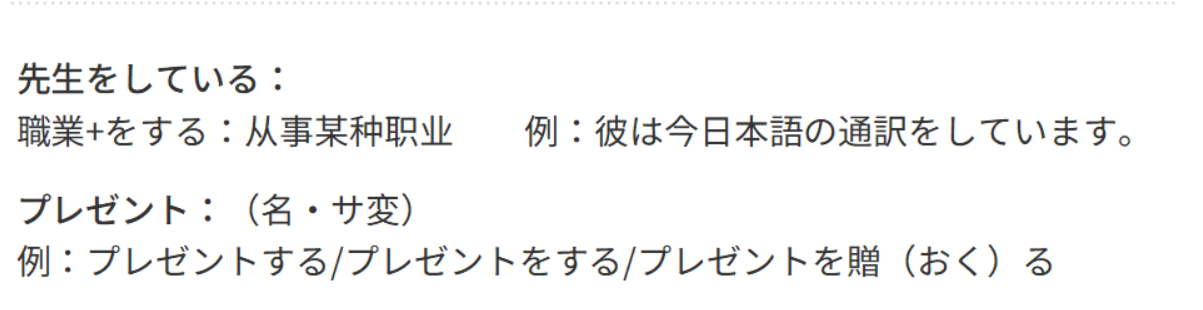 先生をしている：
職業+をする：从事某种职业　　例：彼は今日本語の通訳をしています。
プレゼント：（名・サ変）
例：プレゼントする/プレゼントをする/プレゼントを贈（おく）る